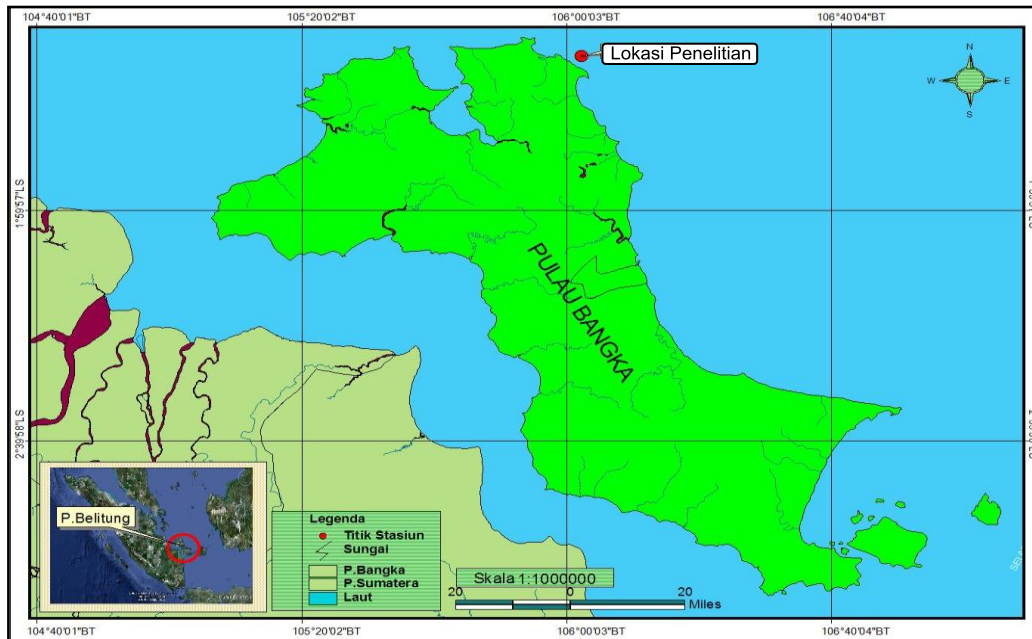 104°40'01"BT 105°20'02"BT 106°00'03"BT 106°40'04"BT
Lokasi Penelitian
N
W E
S
1°59'57"LS
PULAU BANGKA
2°39'58"LS
P.Belitung
Legenda
Titik Stasiun
Sungai
P.Bangka
P.Sumatera
Laut
Skala 1:1000000
20 0 20
Miles
104°40'01"BT 105°20'02"BT 106°00'03"BT 106°40'04"BT